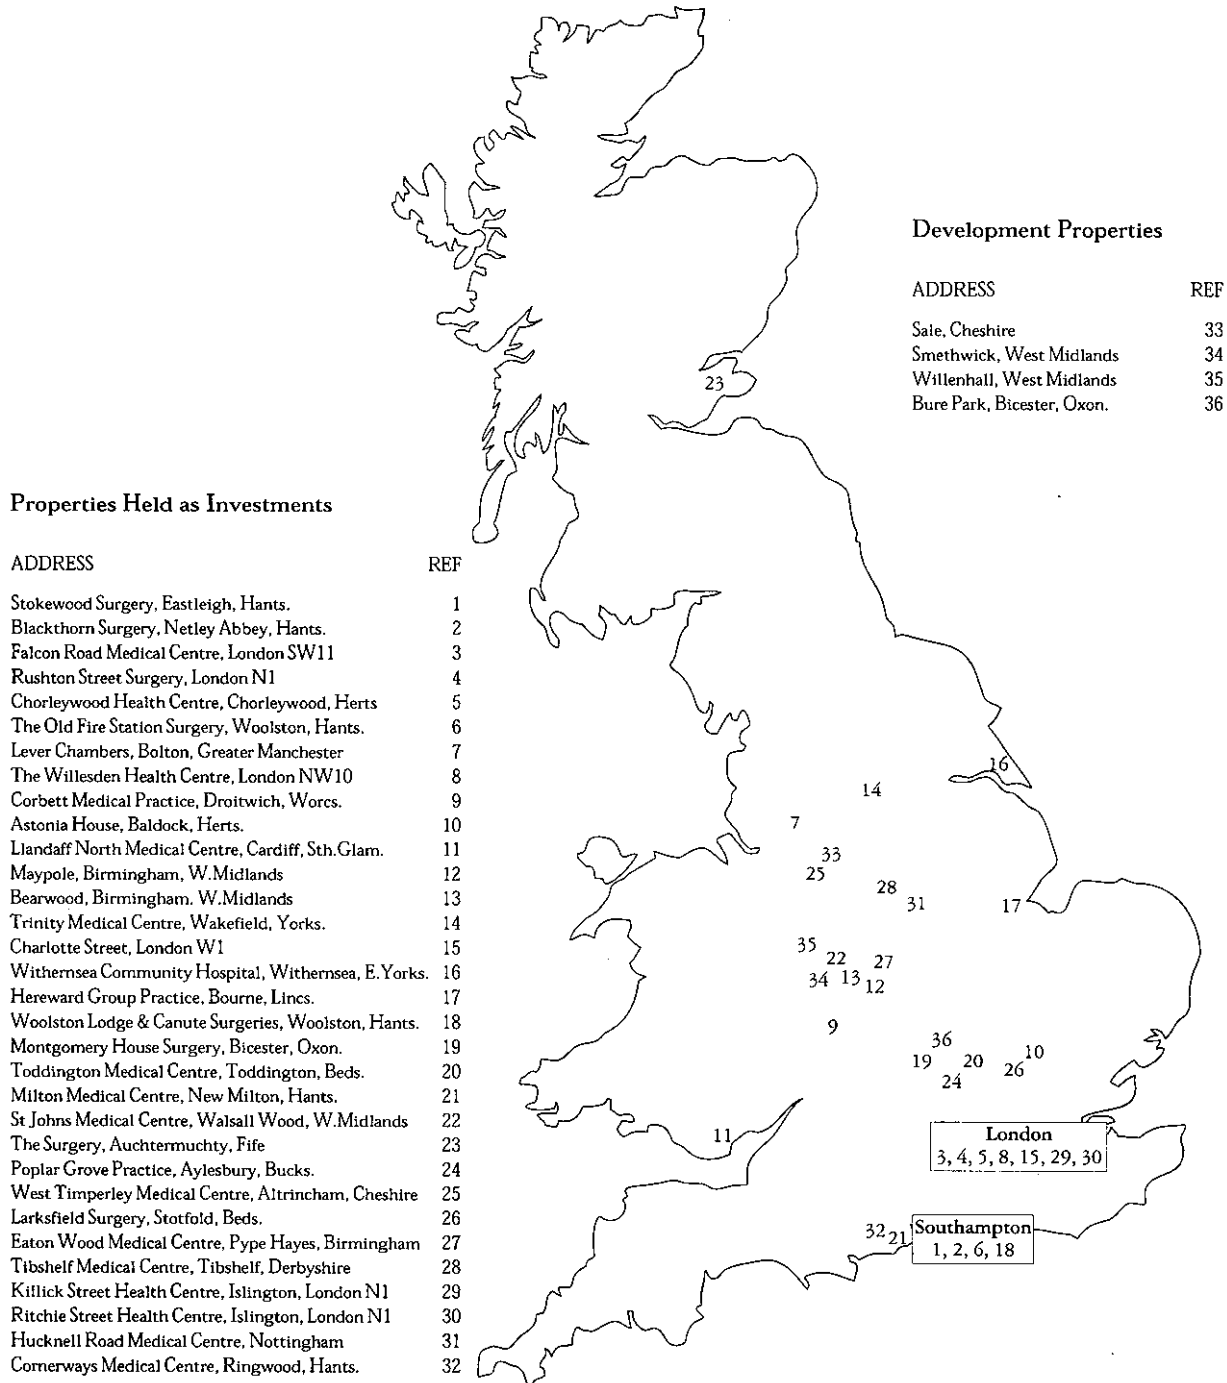 Development Properties
ADDRESS REF
Sale, Cheshire 33
Smethwick, West Midlands 34
Willenhall, West Midlands 35
Bure Park, Bicester, Oxon. 36
Properties Held as Investments
ADDRESS REF
Stokewood Surgery, Eastleigh, Hants. 1
Blackthorn Surgery, Netley Abbey, Hants. 2
Falcon Road Medical Centre, London SW11 3
Rushton Street Surgery, London N1 4
Chorleywood Health Centre, Chorleywood, Herts 5
The Old Fire Station Surgery, Woolston, Hants. 6
Lever Chambers, Bolton, Greater Manchester 7
The Willesden Health Centre, London NW10 8
Corbett Medical Practice, Droitwich, Worcs. 9
Astonia House, Baldock, Herts. 10
Llandaff North Medical Centre, Cardiff, Sth.Glam. 11
Maypole, Birmingham, W.Midlands 12
Bearwood, Birmingham. W.Midlands 13
Trinity Medical Centre, Wakefield, Yorks. 14
Charlotte Street, London W1 15
Withernsea Community Hospital, Withernsea, E.Yorks. 16
Hereward Group Practice, Bourne, Lincs. 17
Woolston Lodge & Canute Surgeries, Woolston, Hants. 18
Montgomery House Surgery, Bicester, Oxon. 19
Toddington Medical Centre, Toddington, Beds. 20
Milton Medical Centre, New Milton, Hants. 21
St Johns Medical Centre, Walsall Wood, W.Midlands 22
The Surgery, Auchtermuchty, Fife 23
Poplar Grove Practice, Aylesbury, Bucks. 24
West Timperley Medical Centre, Altrincham, Cheshire 25
Larksfield Surgery, Stotfold, Beds. 26
Eaton Wood Medical Centre, Pype Hayes, Birmingham 27
Tibshelf Medical Centre, Tibshelf, Derbyshire 28
Killick Street Health Centre, Islington, London N1 29
Ritchie Street Health Centre, Islington, London N1 30
Hucknell Road Medical Centre, Nottingham 31
Cornerways Medical Centre, Ringwood, Hants. 32
23
16
14
7
33
25
28
31
17
35
22
27
34
13
12
9
36
10
19
20
26
24
11
London
3, 4, 5, 8, 15, 29, 30
32
21
Southampton
1, 2, 6, 18